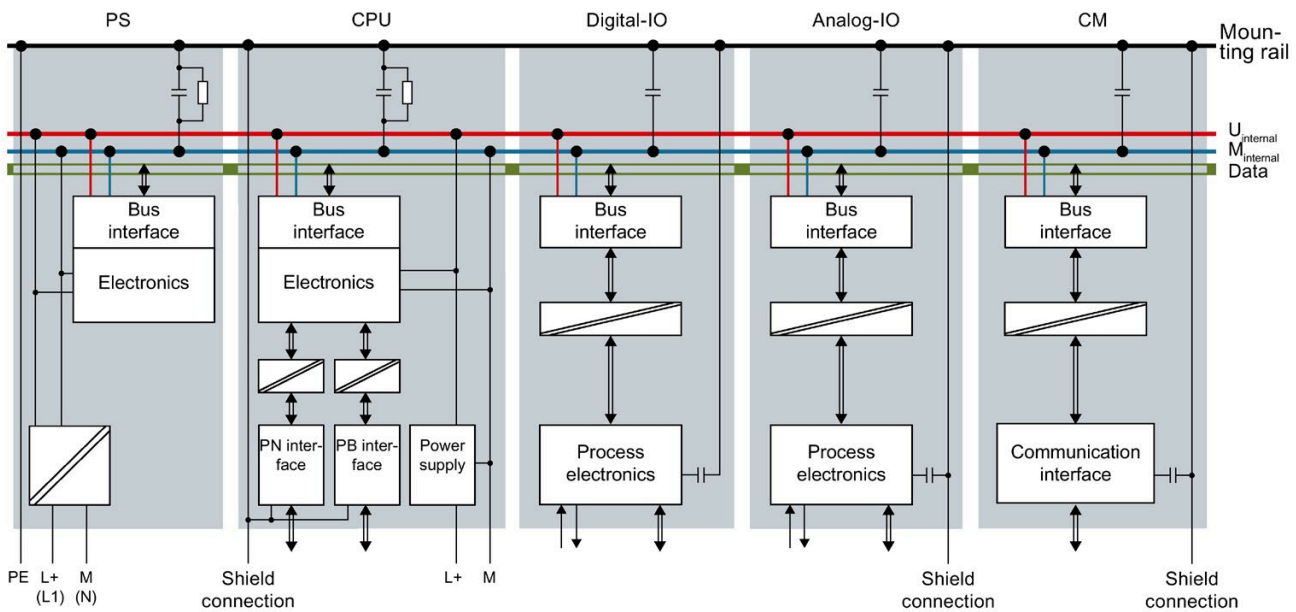 PS
CPU
Digital-IO
Analog-IO
CM
Moun-
ting rail
Uinternal
Minternal
Data
Bus
interface
Electronics
Bus
interface
Electronics
Bus
interface
Bus
interface
Bus
interface
PN inter-
face
PB inter-
face
Power
supply
Process
electronics
Process
electronics
Communication
interface
PE
L+
(L1)
M
(N)
Shield
connection
L+
M
Shield
connection
Shield
connection